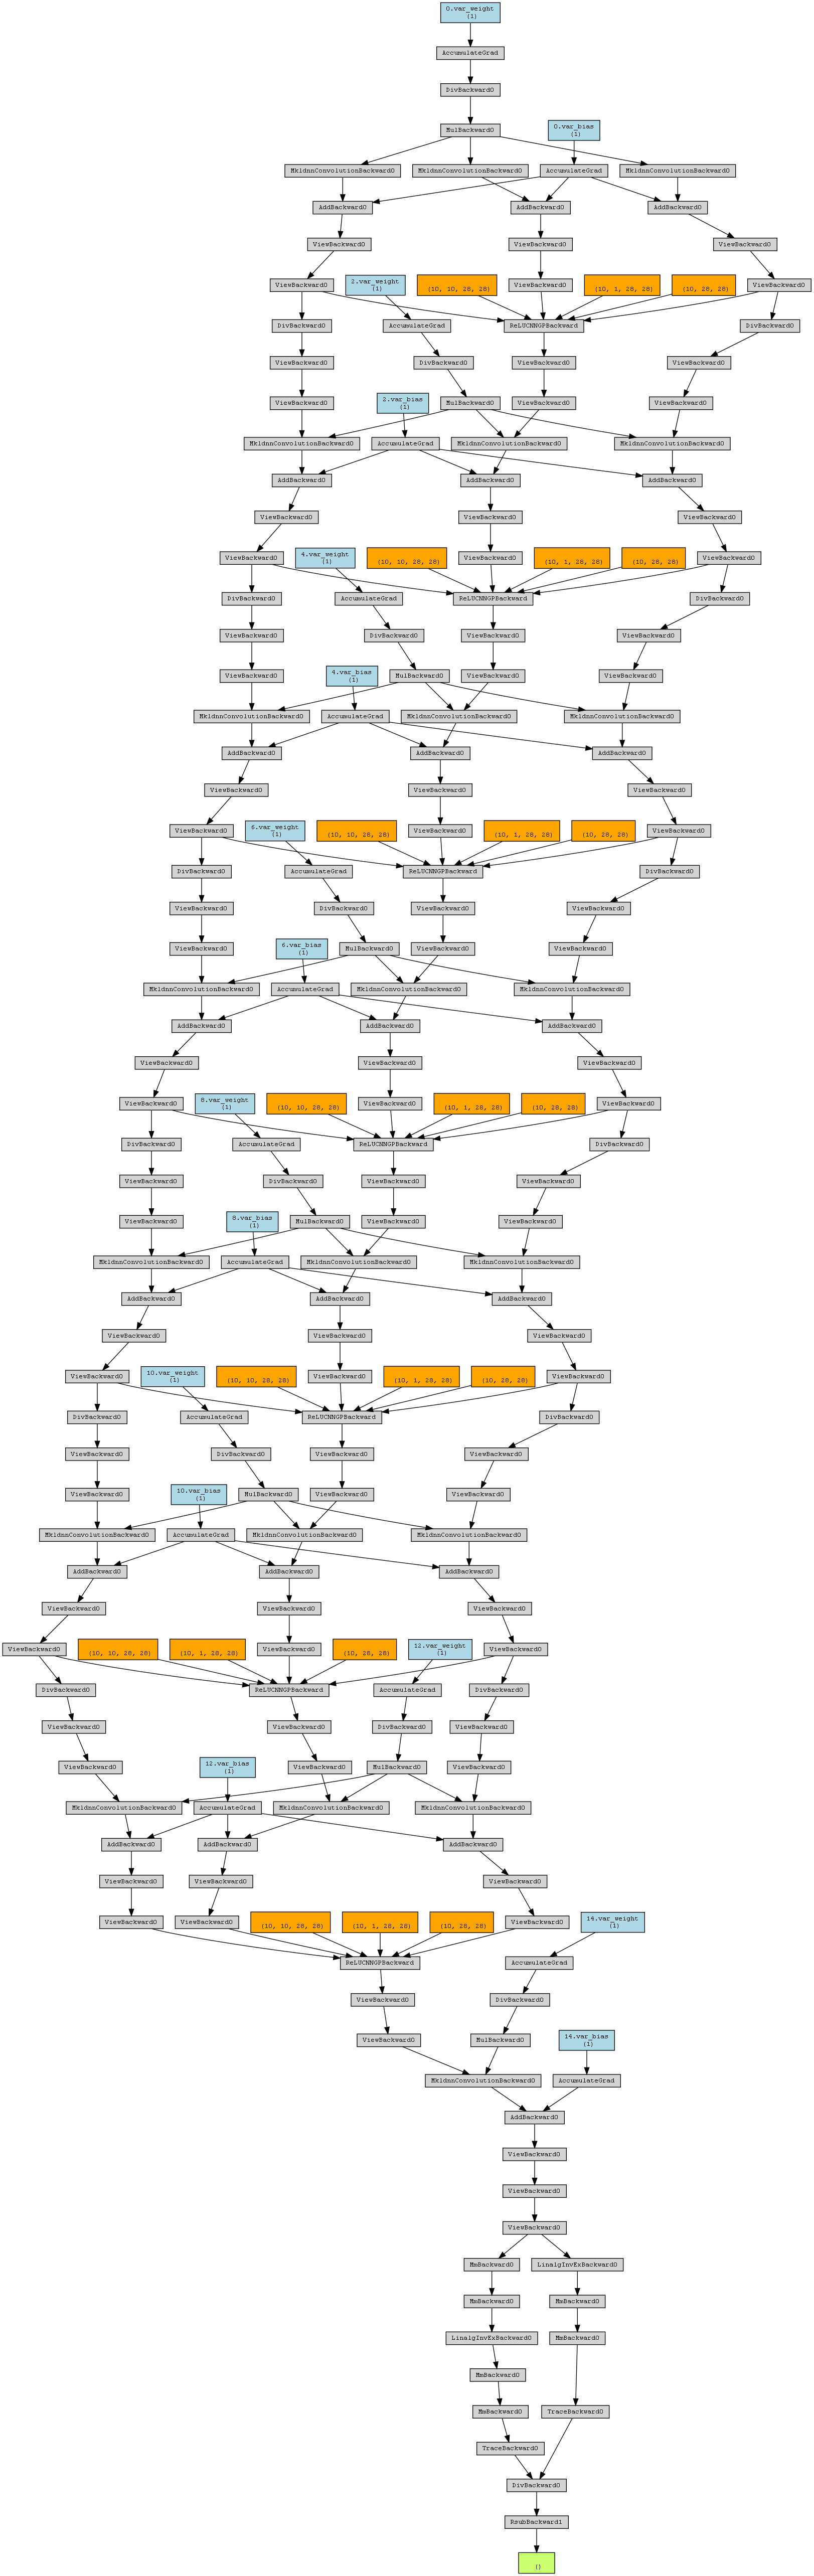 0.var_weight
(1)
AccumulateGrad
DivBackward0
MulBackward0
0.var_bias
(1)
MkldnnConvolutionBackward0
MkldnnConvolutionBackward0
AccumulateGrad
MkldnnConvolutionBackward0
AddBackward0
AddBackward0
AddBackward0
ViewBackward0
ViewBackward0
ViewBackward0
ViewBackward0
2.var_weight
(1)
(10, 10, 28, 28)
ViewBackward0
(10, 1, 28, 28)
(10, 28, 28)
ViewBackward0
DivBackward0
AccumulateGrad
ReLUCNNGPBackward
DivBackward0
ViewBackward0
DivBackward0
ViewBackward0
ViewBackward0
ViewBackward0
2.var_bias
(1)
MulBackward0
ViewBackward0
ViewBackward0
MkldnnConvolutionBackward0
AccumulateGrad
MkldnnConvolutionBackward0
MkldnnConvolutionBackward0
AddBackward0
AddBackward0
AddBackward0
ViewBackward0
ViewBackward0
ViewBackward0
ViewBackward0
4.var_weight
(1)
(10, 10, 28, 28)
ViewBackward0
(10, 1, 28, 28)
(10, 28, 28)
ViewBackward0
DivBackward0
AccumulateGrad
ReLUCNNGPBackward
DivBackward0
ViewBackward0
DivBackward0
ViewBackward0
ViewBackward0
ViewBackward0
4.var_bias
(1)
MulBackward0
ViewBackward0
ViewBackward0
MkldnnConvolutionBackward0
AccumulateGrad
MkldnnConvolutionBackward0
MkldnnConvolutionBackward0
AddBackward0
AddBackward0
AddBackward0
ViewBackward0
ViewBackward0
ViewBackward0
ViewBackward0
6.var_weight
(1)
(10, 10, 28, 28)
ViewBackward0
(10, 1, 28, 28)
(10, 28, 28)
ViewBackward0
DivBackward0
AccumulateGrad
ReLUCNNGPBackward
DivBackward0
ViewBackward0
DivBackward0
ViewBackward0
ViewBackward0
ViewBackward0
6.var_bias
(1)
MulBackward0
ViewBackward0
ViewBackward0
MkldnnConvolutionBackward0
AccumulateGrad
MkldnnConvolutionBackward0
MkldnnConvolutionBackward0
AddBackward0
AddBackward0
AddBackward0
ViewBackward0
ViewBackward0
ViewBackward0
ViewBackward0
8.var_weight
(1)
(10, 10, 28, 28)
ViewBackward0
(10, 1, 28, 28)
(10, 28, 28)
ViewBackward0
DivBackward0
AccumulateGrad
ReLUCNNGPBackward
DivBackward0
ViewBackward0
DivBackward0
ViewBackward0
ViewBackward0
ViewBackward0
8.var_bias
(1)
MulBackward0
ViewBackward0
ViewBackward0
MkldnnConvolutionBackward0
AccumulateGrad
MkldnnConvolutionBackward0
MkldnnConvolutionBackward0
AddBackward0
AddBackward0
AddBackward0
ViewBackward0
ViewBackward0
ViewBackward0
ViewBackward0
10.var_weight
(1)
(10, 10, 28, 28)
ViewBackward0
(10, 1, 28, 28)
(10, 28, 28)
ViewBackward0
DivBackward0
AccumulateGrad
ReLUCNNGPBackward
DivBackward0
ViewBackward0
DivBackward0
ViewBackward0
ViewBackward0
ViewBackward0
10.var_bias
(1)
MulBackward0
ViewBackward0
ViewBackward0
MkldnnConvolutionBackward0
AccumulateGrad
MkldnnConvolutionBackward0
MkldnnConvolutionBackward0
AddBackward0
AddBackward0
AddBackward0
ViewBackward0
ViewBackward0
ViewBackward0
ViewBackward0
(10, 10, 28, 28)
(10, 1, 28, 28)
ViewBackward0
(10, 28, 28)
12.var_weight
(1)
ViewBackward0
DivBackward0
ReLUCNNGPBackward
AccumulateGrad
DivBackward0
ViewBackward0
ViewBackward0
DivBackward0
ViewBackward0
ViewBackward0
12.var_bias
(1)
ViewBackward0
MulBackward0
ViewBackward0
MkldnnConvolutionBackward0
AccumulateGrad
MkldnnConvolutionBackward0
MkldnnConvolutionBackward0
AddBackward0
AddBackward0
AddBackward0
ViewBackward0
ViewBackward0
ViewBackward0
ViewBackward0
ViewBackward0
(10, 10, 28, 28)
(10, 1, 28, 28)
(10, 28, 28)
ViewBackward0
14.var_weight
(1)
ReLUCNNGPBackward
AccumulateGrad
ViewBackward0
DivBackward0
ViewBackward0
MulBackward0
14.var_bias
(1)
MkldnnConvolutionBackward0
AccumulateGrad
AddBackward0
ViewBackward0
ViewBackward0
ViewBackward0
MmBackward0
LinalgInvExBackward0
MmBackward0
MmBackward0
LinalgInvExBackward0
MmBackward0
MmBackward0
MmBackward0
TraceBackward0
TraceBackward0
DivBackward0
RsubBackward1
()